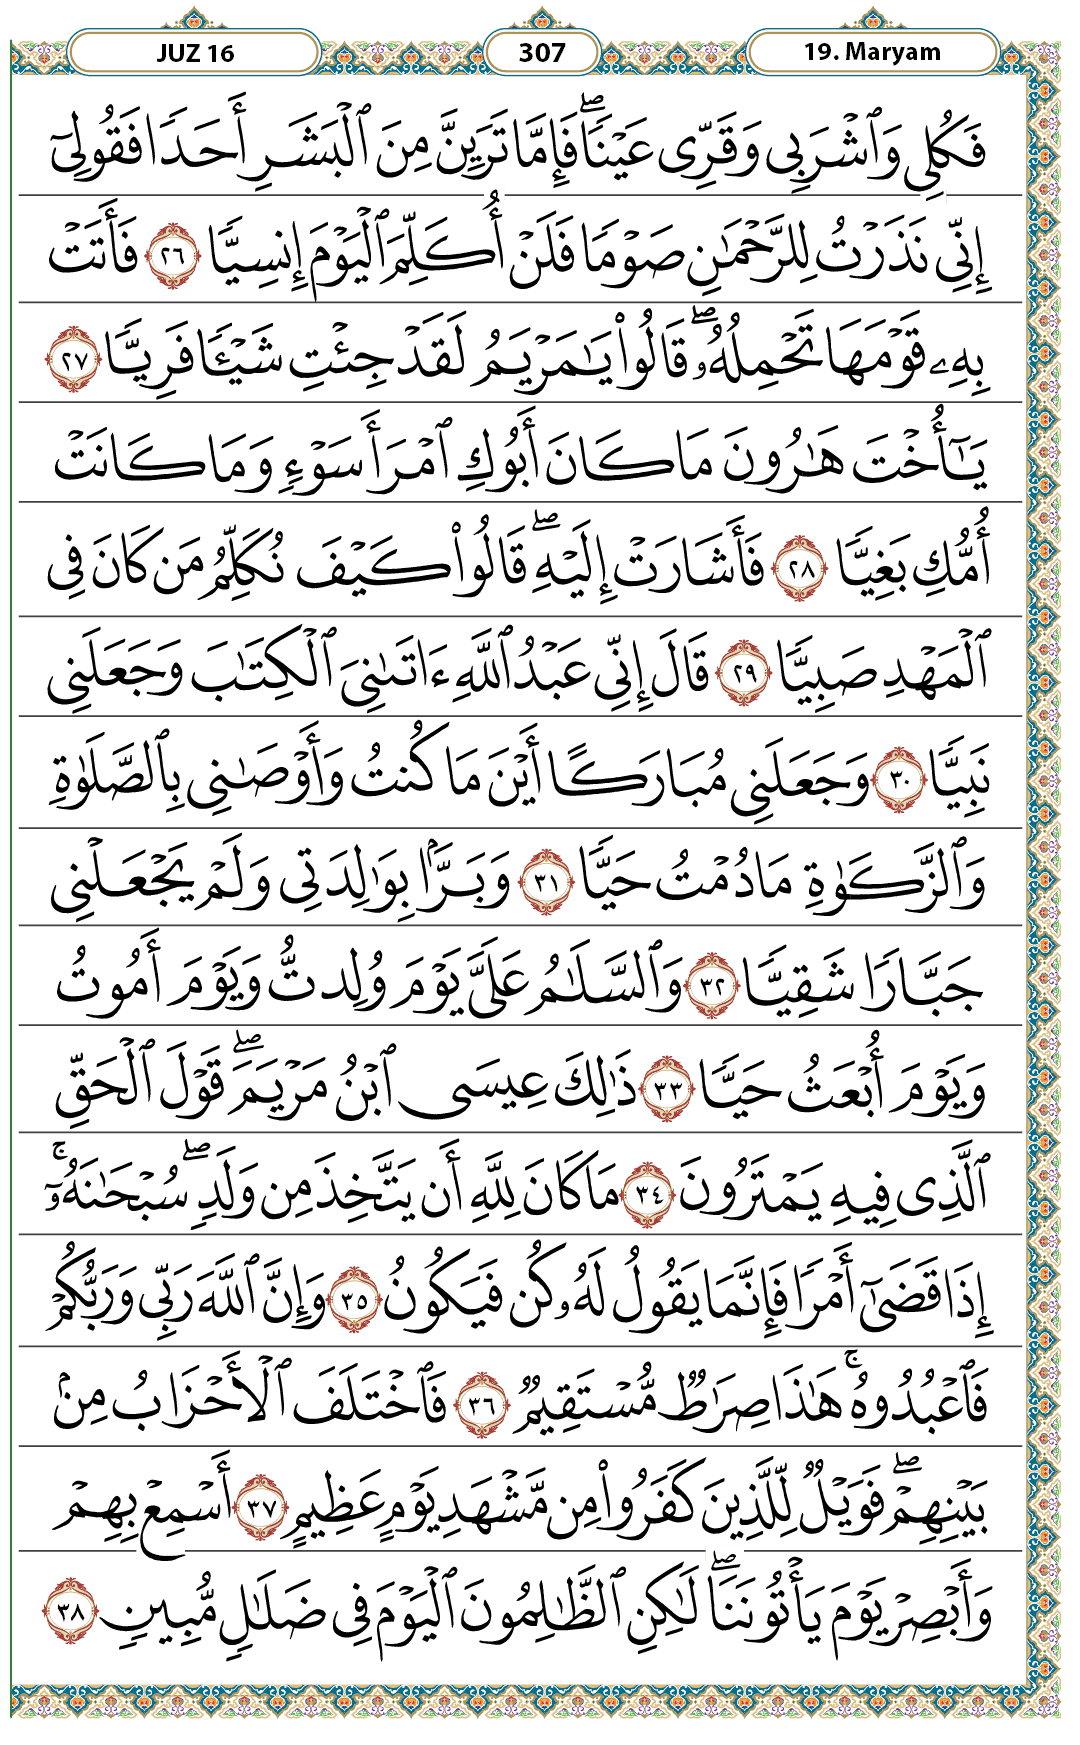 JUZ 16
307
19. Maryam
فَكُلِى وَٱشْرَبِى وَقَرِّى عَيْنًاۖ فَإِمَّا تَرَيِنَّ مِنَ ٱلْبَشَرِ أَحَدًا فَقُولِىٓ
إِنِّى نَذَرْتُ لِلرَّحْمَٰنِ صَوْمًا فَلَنْ أُكَلِّمَ ٱلْيَوْمَ إِنسِيًّا ٢٦ فَأَتَتْ
بِهِۦ قَوْمَهَا تَحْمِلُهُۥۖ قَالُوا۟ يَٰمَرْيَمُ لَقَدْ جِئْتِ شَيْـًٔا فَرِيًّا ٢٧
يَٰٓأُخْتَ هَٰرُونَ مَا كَانَ أَبُوكِ ٱمْرَأَ سَوْءٍ وَمَا كَانَتْ
أُمُّكِ بَغِيًّا ٢٨ فَأَشَارَتْ إِلَيْهِۖ قَالُوا۟ كَيْفَ نُكَلِّمُ مَن كَانَ فِى
ٱلْمَهْدِ صَبِيًّا ٢٩ قَالَ إِنِّى عَبْدُ ٱللَّهِ ءَاتَىٰنِىَ ٱلْكِتَٰبَ وَجَعَلَنِى
نَبِيًّا ٣٠ وَجَعَلَنِى مُبَارَكًا أَيْنَ مَا كُنتُ وَأَوْصَٰنِى بِٱلصَّلَوٰةِ
وَٱلزَّكَوٰةِ مَا دُمْتُ حَيًّا ٣١ وَبَرًّۢا بِوَٰلِدَتِى وَلَمْ يَجْعَلْنِى
جَبَّارًا شَقِيًّا ٣٢ وَٱلسَّلَٰمُ عَلَىَّ يَوْمَ وُلِدتُّ وَيَوْمَ أَمُوتُ
وَيَوْمَ أُبْعَثُ حَيًّا ٣٣ ذَٰلِكَ عِيسَى ٱبْنُ مَرْيَمَۖ قَوْلَ ٱلْحَقِّ
ٱلَّذِى فِيهِ يَمْتَرُونَ ٣٤ مَا كَانَ لِلَّهِ أَن يَتَّخِذَ مِن وَلَدٍۖ سُبْحَٰنَهُۥٓۚ
إِذَا قَضَىٰٓ أَمْرًا فَإِنَّمَا يَقُولُ لَهُۥ كُن فَيَكُونُ ٣٥ وَإِنَّ ٱللَّهَ رَبِّى وَرَبُّكُمْ
فَٱعْبُدُوهُۚ هَٰذَا صِرَٰطٌ مُّسْتَقِيمٌ ٣٦ فَٱخْتَلَفَ ٱلْأَحْزَابُ مِنۢ
بَيْنِهِمْۖ فَوَيْلٌ لِّلَّذِينَ كَفَرُوا۟ مِن مَّشْهَدِ يَوْمٍ عَظِيمٍ ٣٧ أَسْمِعْ بِهِمْ
وَأَبْصِرْ يَوْمَ يَأْتُونَنَاۖ لَٰكِنِ ٱلظَّٰلِمُونَ ٱلْيَوْمَ فِى ضَلَٰلٍ مُّبِينٍ ٣٨